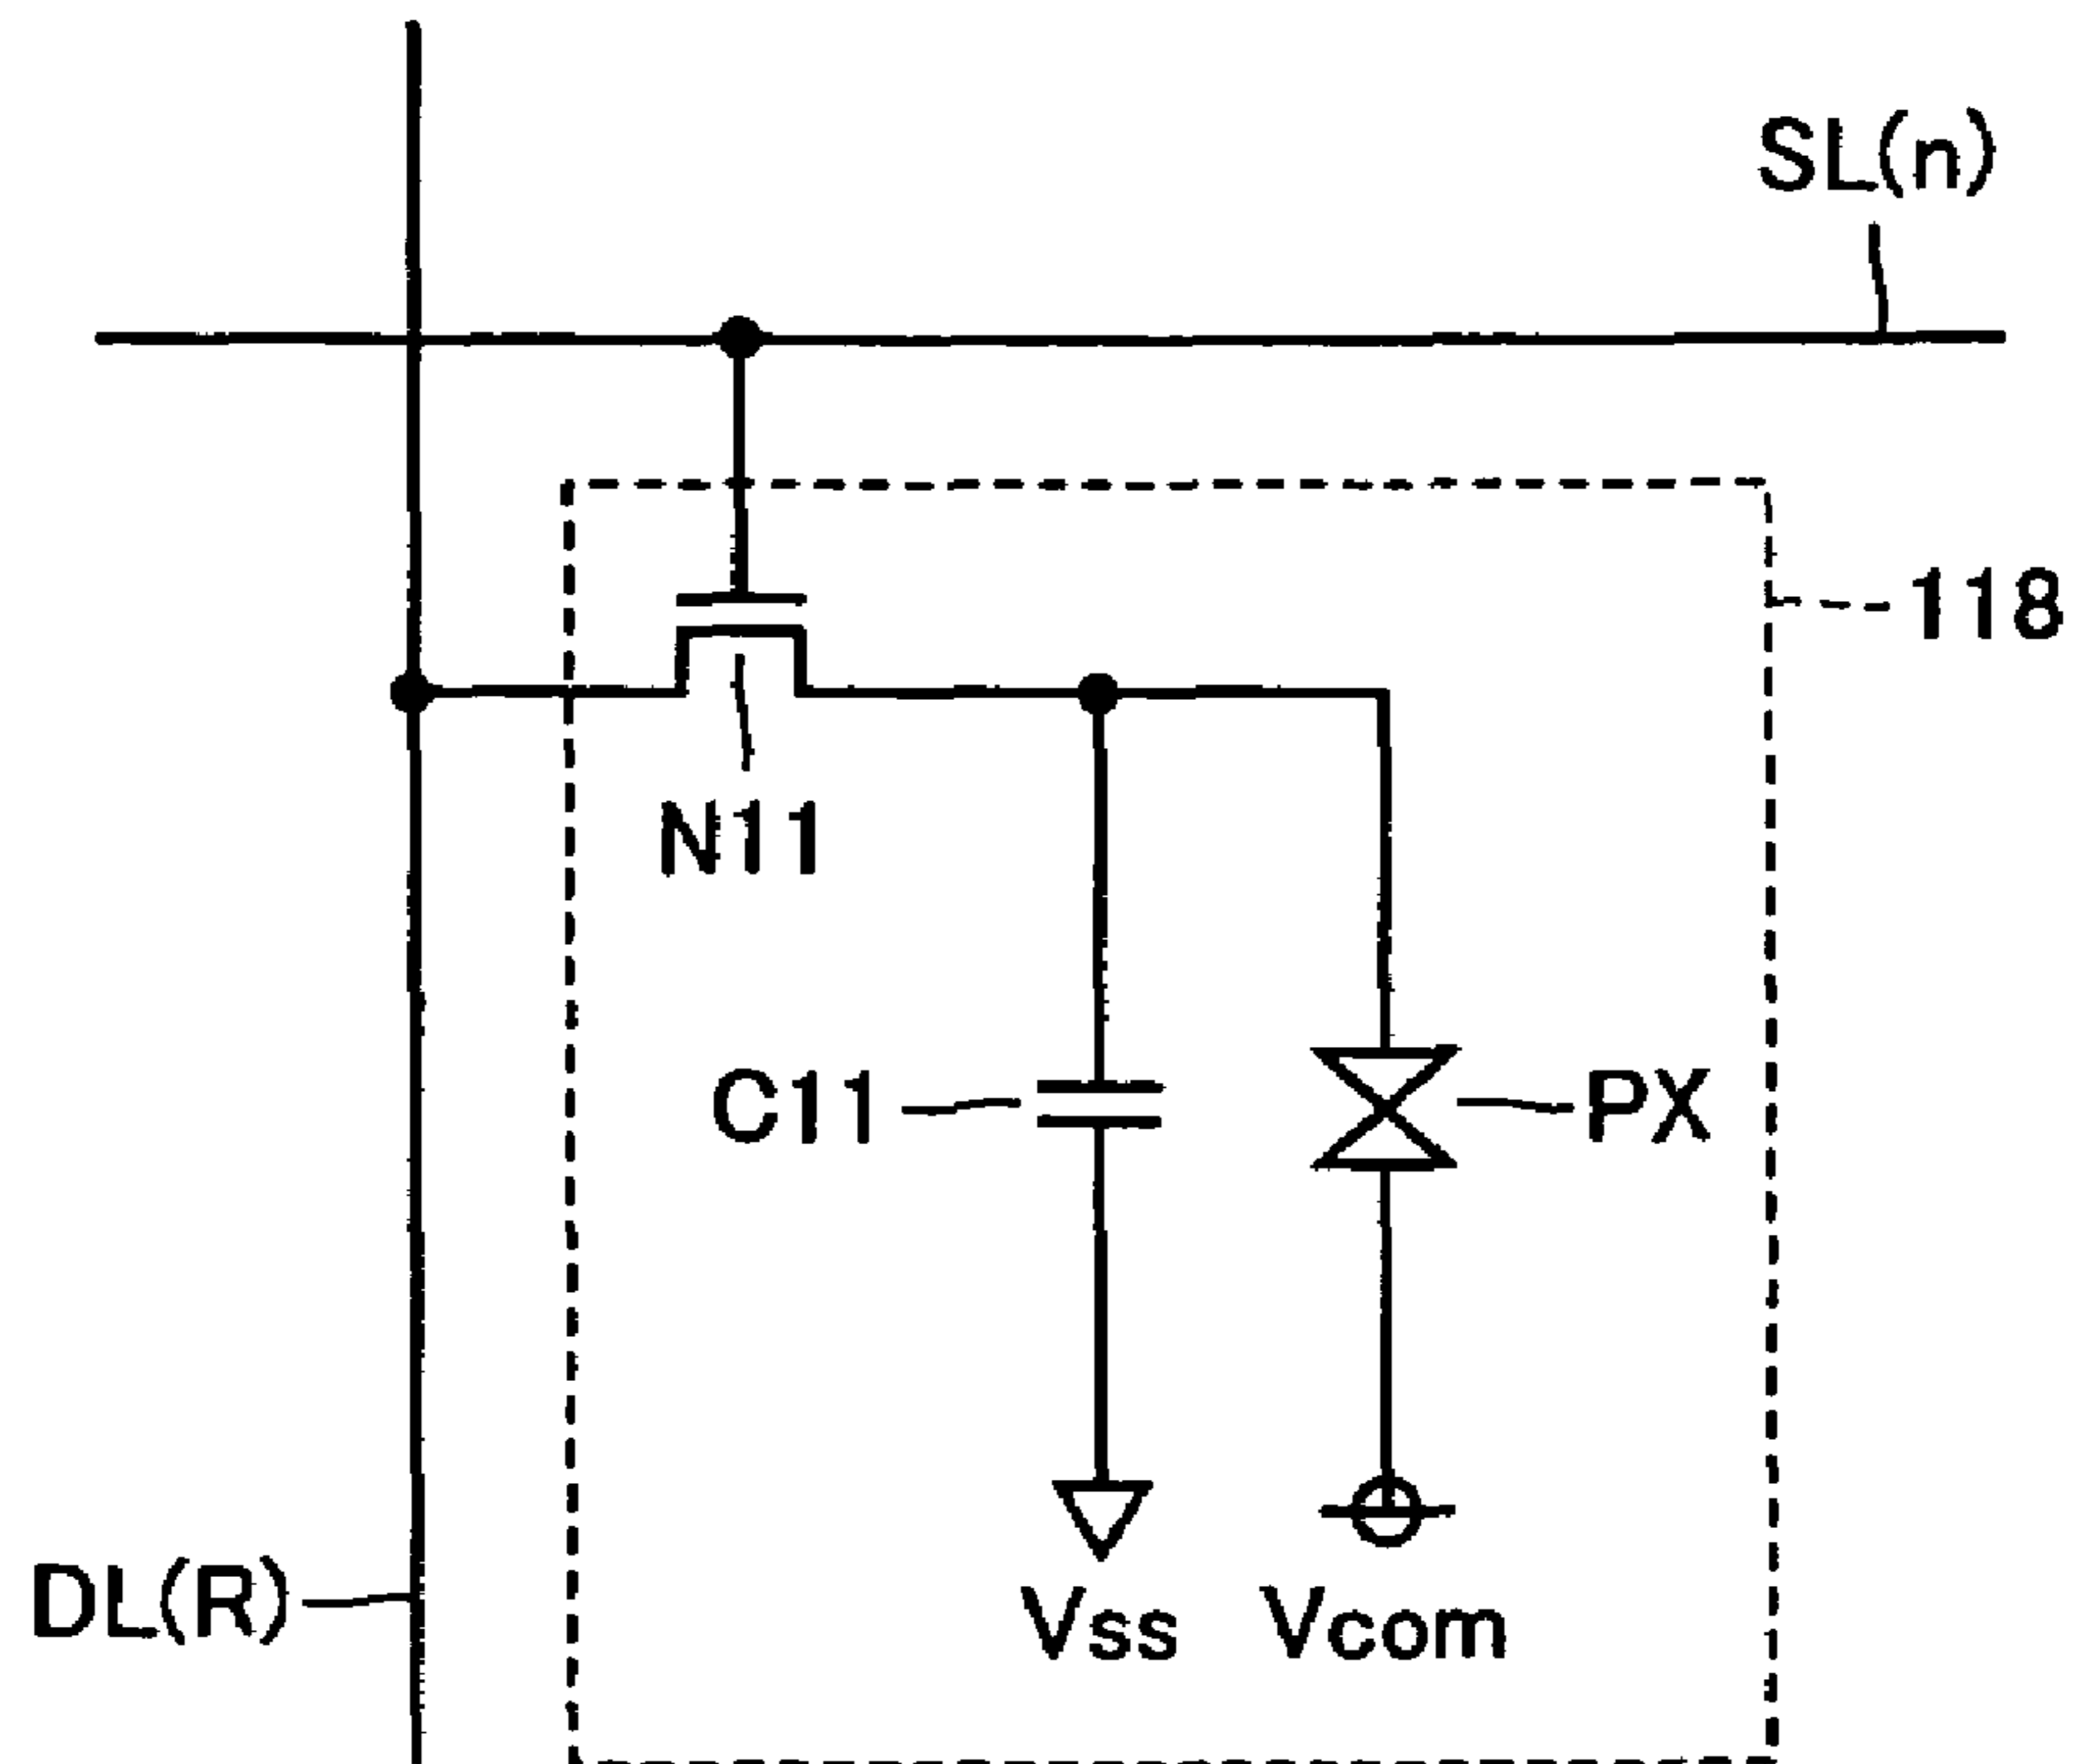 SL(n)
118
N11
C11
PX
DL(R)
Vss
Vcom